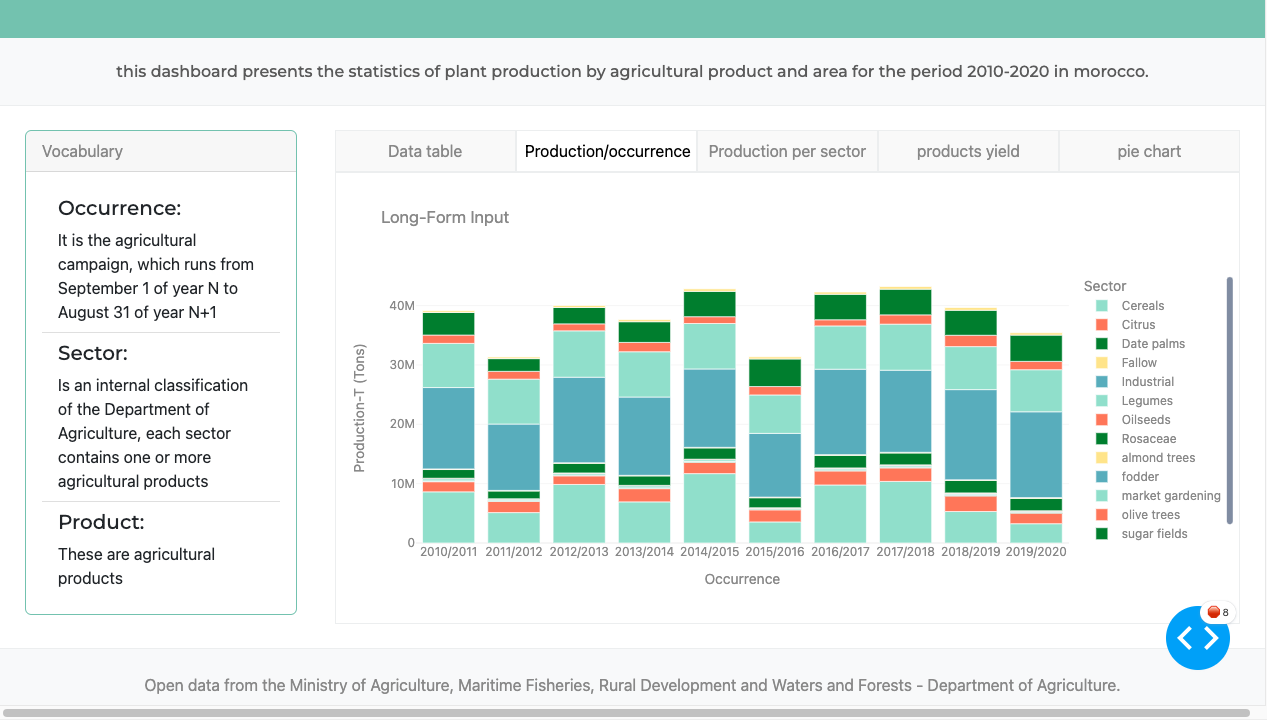 this dashboard presents the statistics of plant production by agricultural product and area for the period 2010-2020 in morocco.
Vocabulary
Occurrence:
It is the agricultural
campaign, which runs from
September 1 of year N to
August 31 of year N+1
Sector:
Is an internal classification
of the Department of
Agriculture, each sector
contains one or more
agricultural products
Product:
These are agricultural
products
Data table
Production/occurrence
Production per sector
products yield
pie chart
Long-Form Input
Production-T (Tons)
40M
30M
20M
10M
0
2010/2011 2011/2012 2012/2013 2013/2014 2014/2015 2015/2016 2016/2017 2017/2018 2018/2019 2019/2020
Occurrence
Sector
Cereals
Citrus
Date palms
Fallow
Industrial
Legumes
Oilseeds
Rosaceae
almond trees
fodder
market gardening
olive trees
sugar fields
8
Open data from the Ministry of Agriculture, Maritime Fisheries, Rural Development and Waters and Forests - Department of Agriculture.